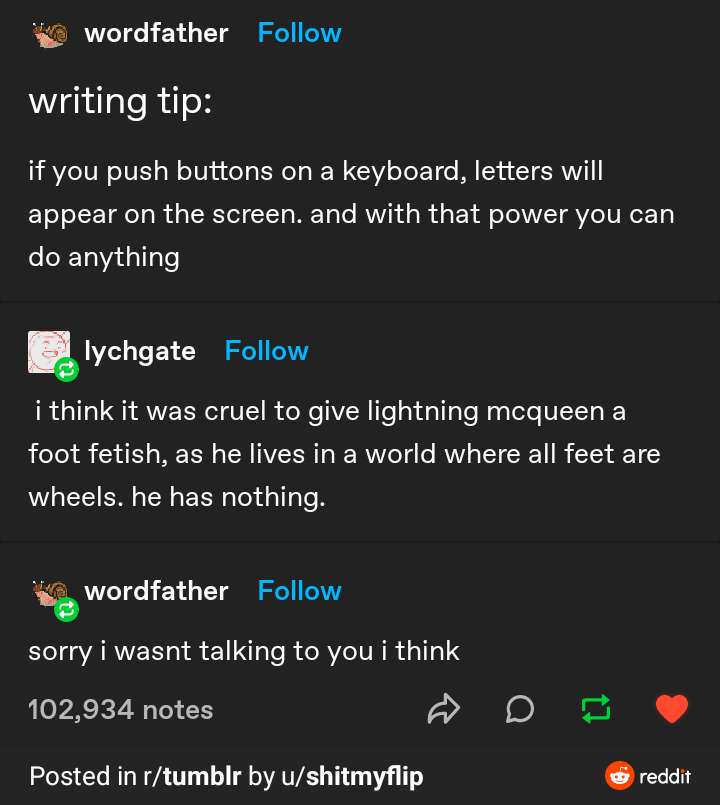 wordfather Follow
writing tip:
if you push buttons on a keyboard, letters will
appear on the screen. and with that power you can
do anything
lychgate Follow
i think it was cruel to give lightning mcqueen a
foot fetish, as he lives in a world where all feet are
wheels. he has nothing.
wordfather Follow
sorry i wasnt talking to you i think
102,934 notes
Posted in r/tumblr by u/shitmyflip reddit